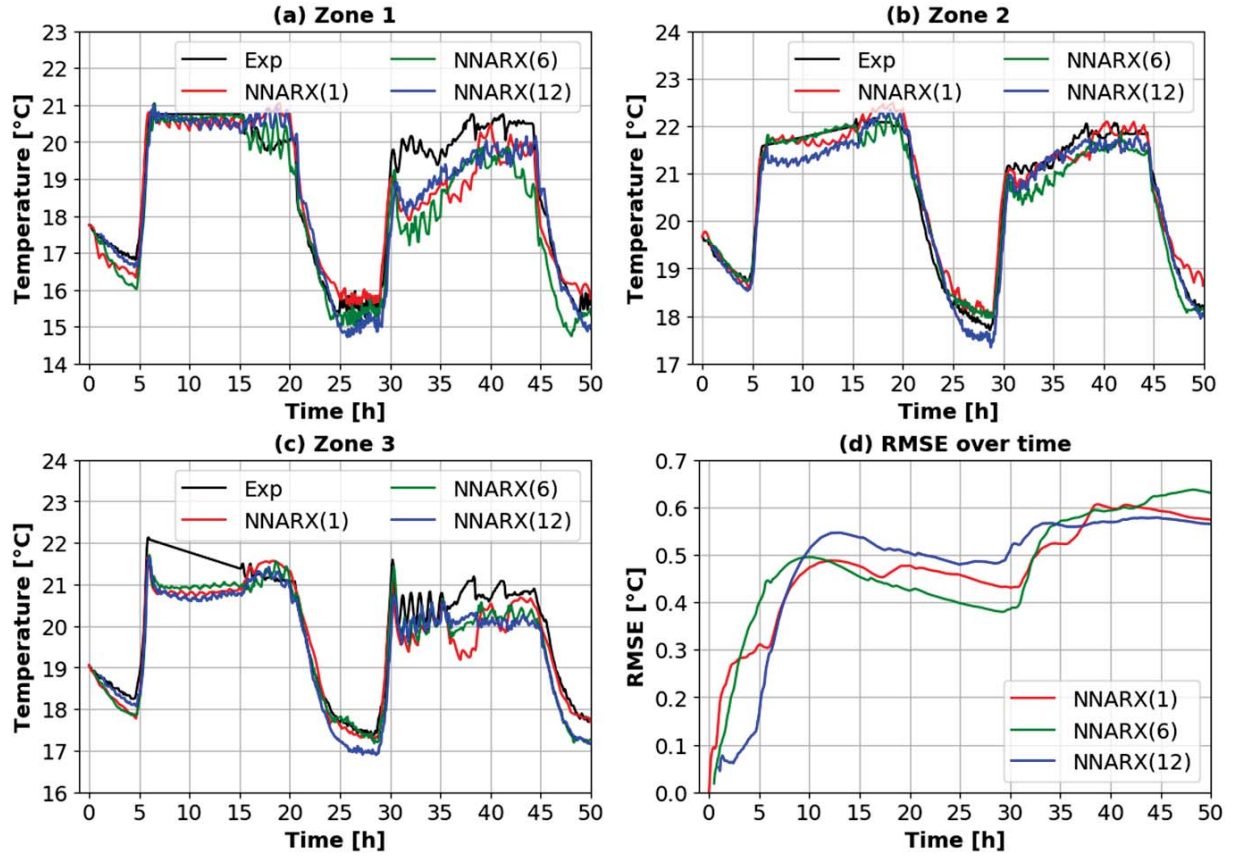 (a) Zone 1
Temperature [°C]
23
22
21
20
19
18
17
16
15
14
Exp
NNARX(1)
NNARX(6)
NNARX(12)
0 5 10 15 20 25 30 35 40 45 50
Time [h]
(b) Zone 2
Temperature [°C]
24
23
22
21
20
19
18
17
Exp
NNARX(1)
NNARX(6)
NNARX(12)
0 5 10 15 20 25 30 35 40 45 50
Time [h]
(c) Zone 3
Temperature [°C]
24
23
22
21
20
19
18
17
16
Exp
NNARX(1)
NNARX(6)
NNARX(12)
0 5 10 15 20 25 30 35 40 45 50
Time [h]
(d) RMSE over time
RMSE [°C]
0.7
0.6
0.5
0.4
0.3
0.2
0.1
0.0
NNARX(1)
NNARX(6)
NNARX(12)
0 5 10 15 20 25 30 35 40 45 50
Time [h]